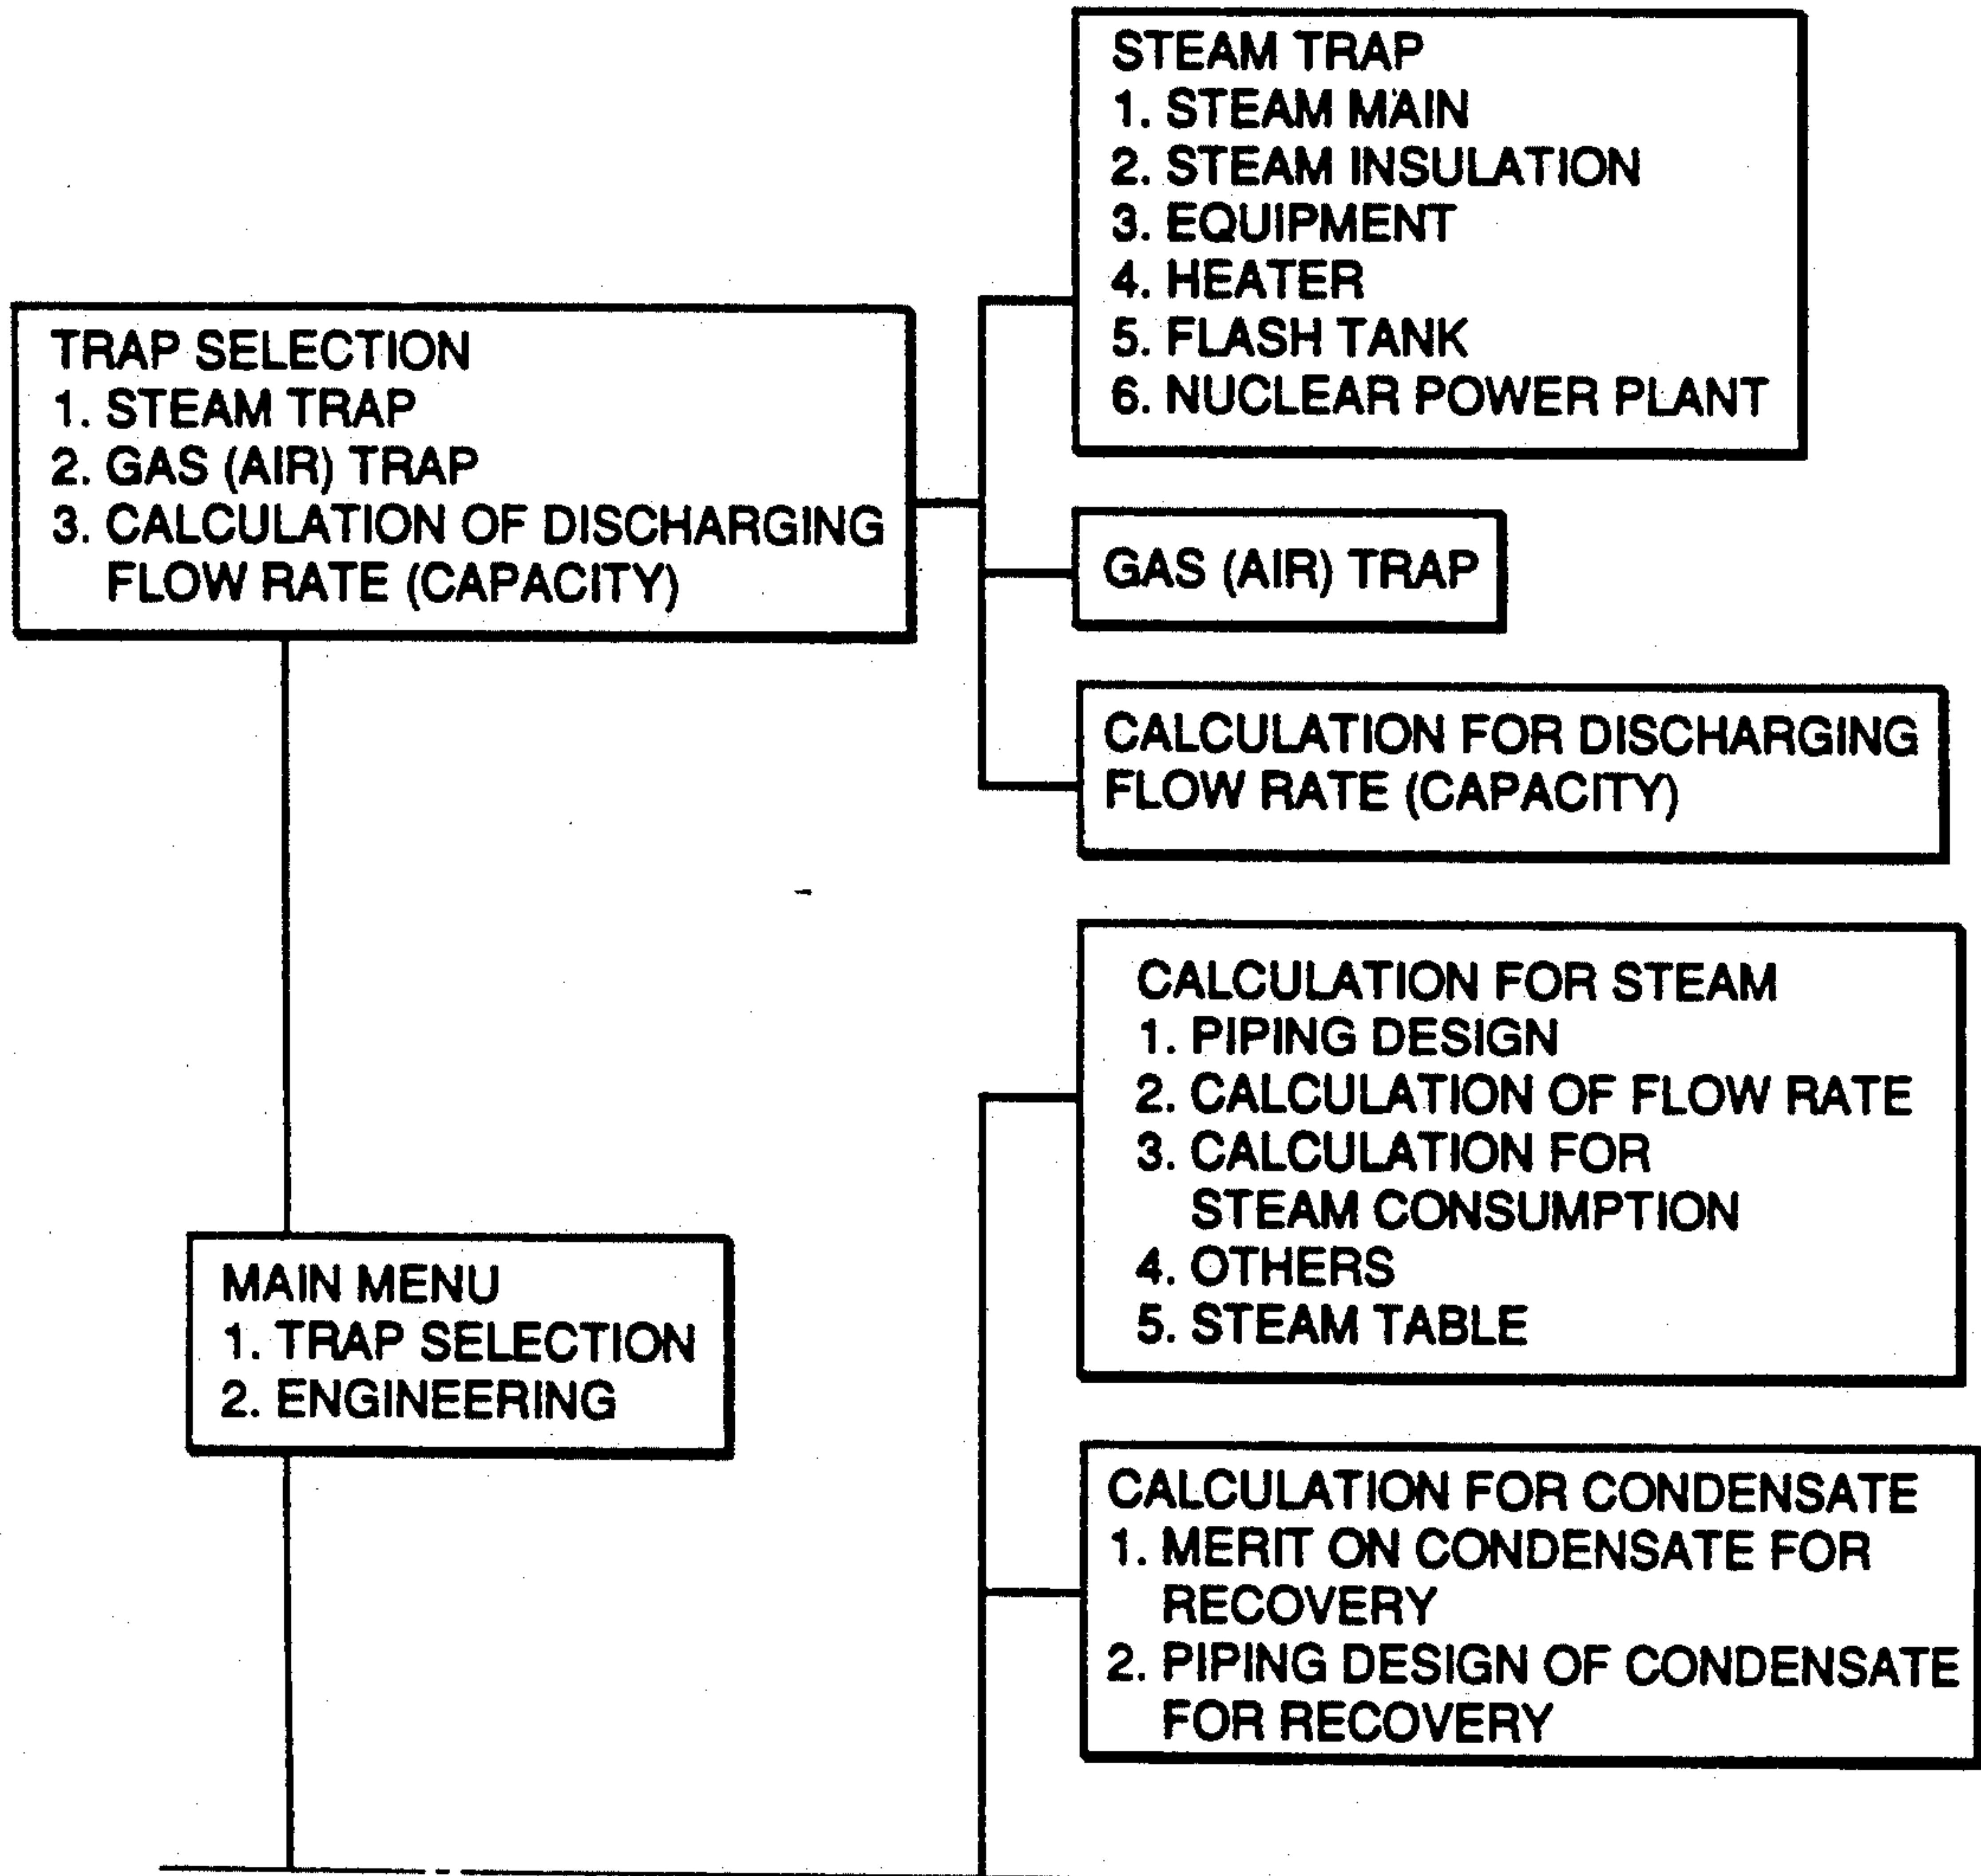 STEAM TRAP
1. STEAM MAIN
2. STEAM INSULATION
3. EQUIPMENT
4. HEATER
5. FLASH TANK
6. NUCLEAR POWER PLANT
TRAP SELECTION
1. STEAM TRAP
2. GAS (AIR) TRAP
3. CALCULATION OF DISCHARGING
FLOW RATE (CAPACITY)
GAS (AIR) TRAP
CALCULATION FOR DISCHARGING
FLOW RATE (CAPACITY)
CALCULATION FOR STEAM
1. PIPING DESIGN
2. CALCULATION OF FLOW RATE
3. CALCULATION FOR
STEAM CONSUMPTION
4. OTHERS
5. STEAM TABLE
MAIN MENU
1. TRAP SELECTION
2. ENGINEERING
CALCULATION FOR CONDENSATE
1. MERIT ON CONDENSATE FOR
RECOVERY
2. PIPING DESIGN OF CONDENSATE
FOR RECOVERY